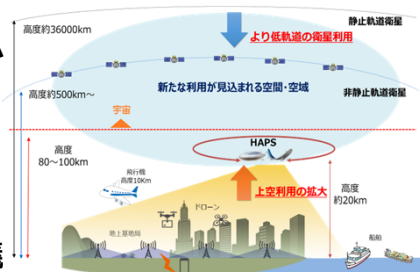 静止軌道衛星
高度約36000km
より低軌道の衛星利用
新たな利用が見込まれる空間・空域
非静止軌道衛星
高度約500km～
宇宙
HAPS
高度
80～100km
飛行機
高度10Km
上空利用の拡大
高度
約20km
ドローン
地上基地局
船舶